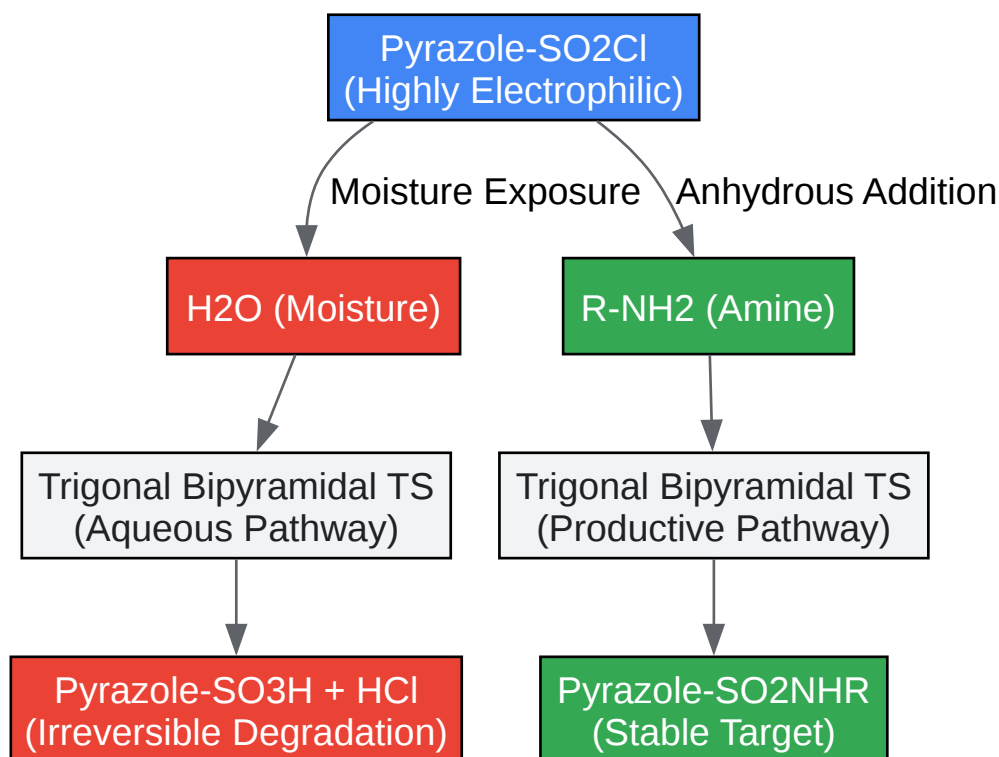 Pyrazole-SO2Cl
(Highly Electrophilic)
Moisture Exposure
Anhydrous Addition
H2O (Moisture)
R-NH2 (Amine)
Trigonal Bipyramidal TS
(Aqueous Pathway)
Trigonal Bipyramidal TS
(Productive Pathway)
Pyrazole-SO3H + HCl
(Irreversible Degradation)
Pyrazole-SO2NHR
(Stable Target)